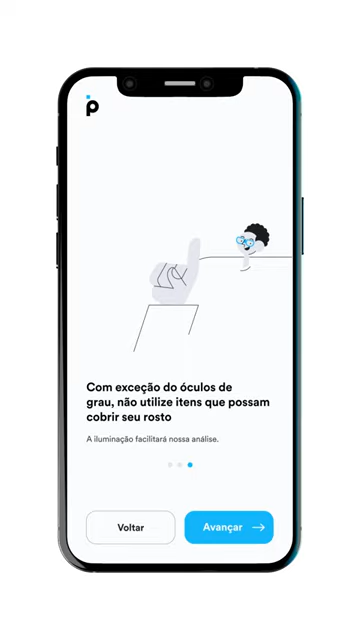 Com exceção do óculos de
grau, não utilize itens que possam
cobrir seu rosto
A iluminação facilitará nossa análise.
Voltar
Avançar